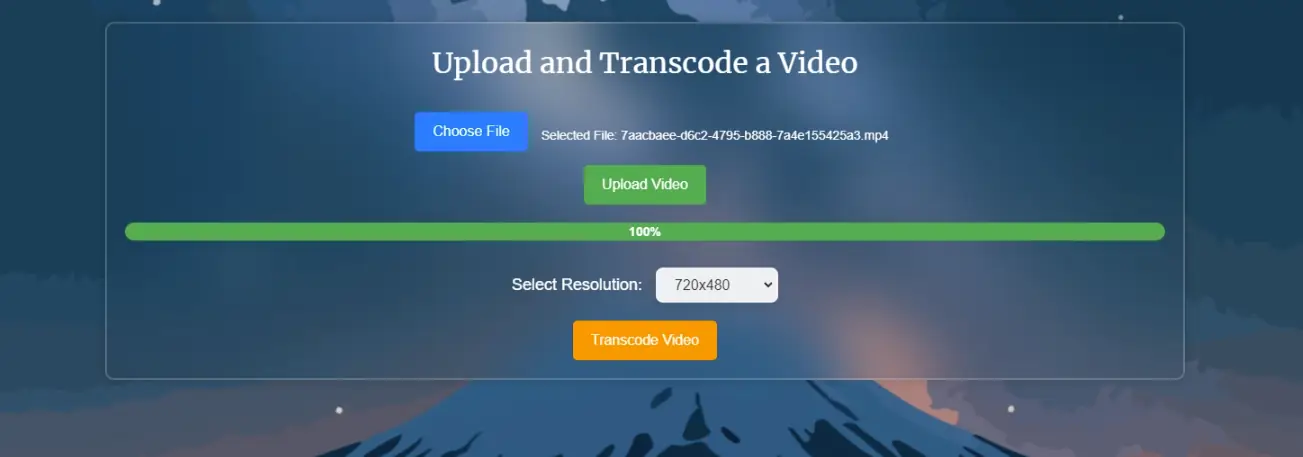 Upload and Transcode a Video
Choose File Selected File: 7aacbaee-d6c2-4795-b888-7a4e155425a3.mp4
Upload Video
100%
Select Resolution: 720x480
Transcode Video